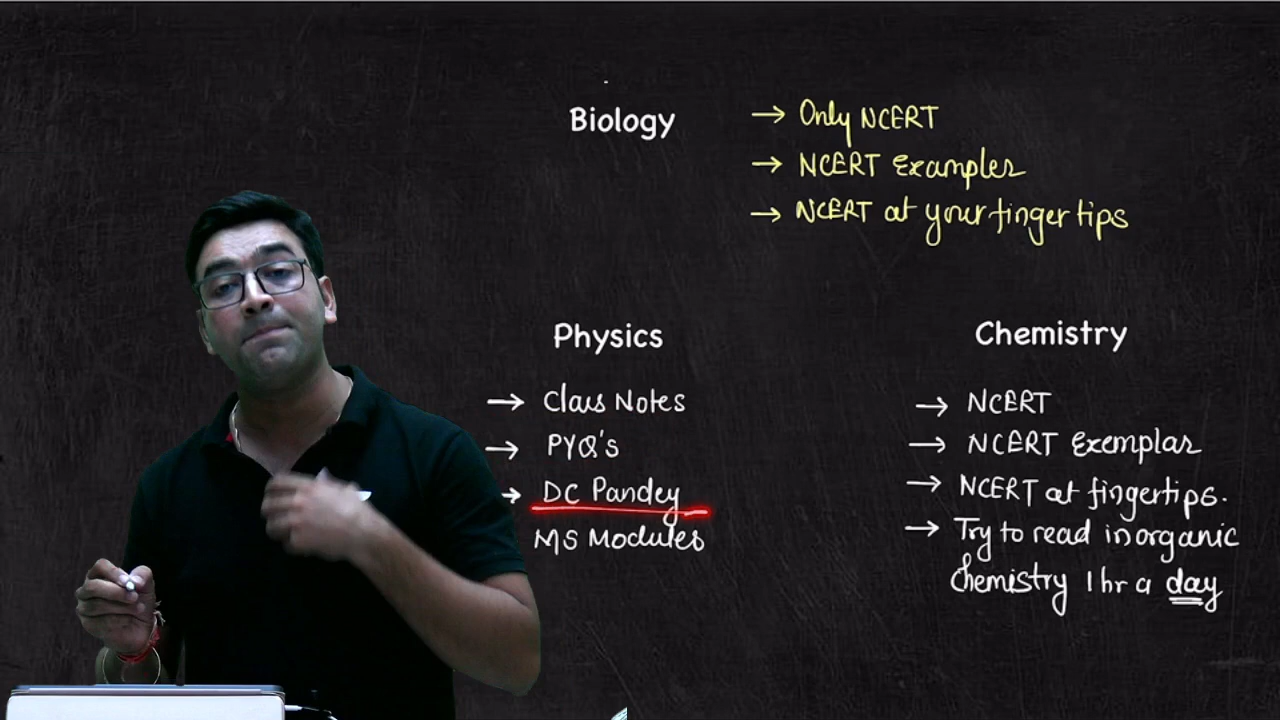 Biology
→ Only NCERT
→ NCERT Examples
→ NCERT at your finger tips
Physics
→ Class Notes
→ PYQ's
→ DC Pandey
MS Modules
Chemistry
→ NCERT
→ NCERT Exemplar
→ NCERT at fingertips.
→ Try to read inorganic
chemistry 1 hr a day